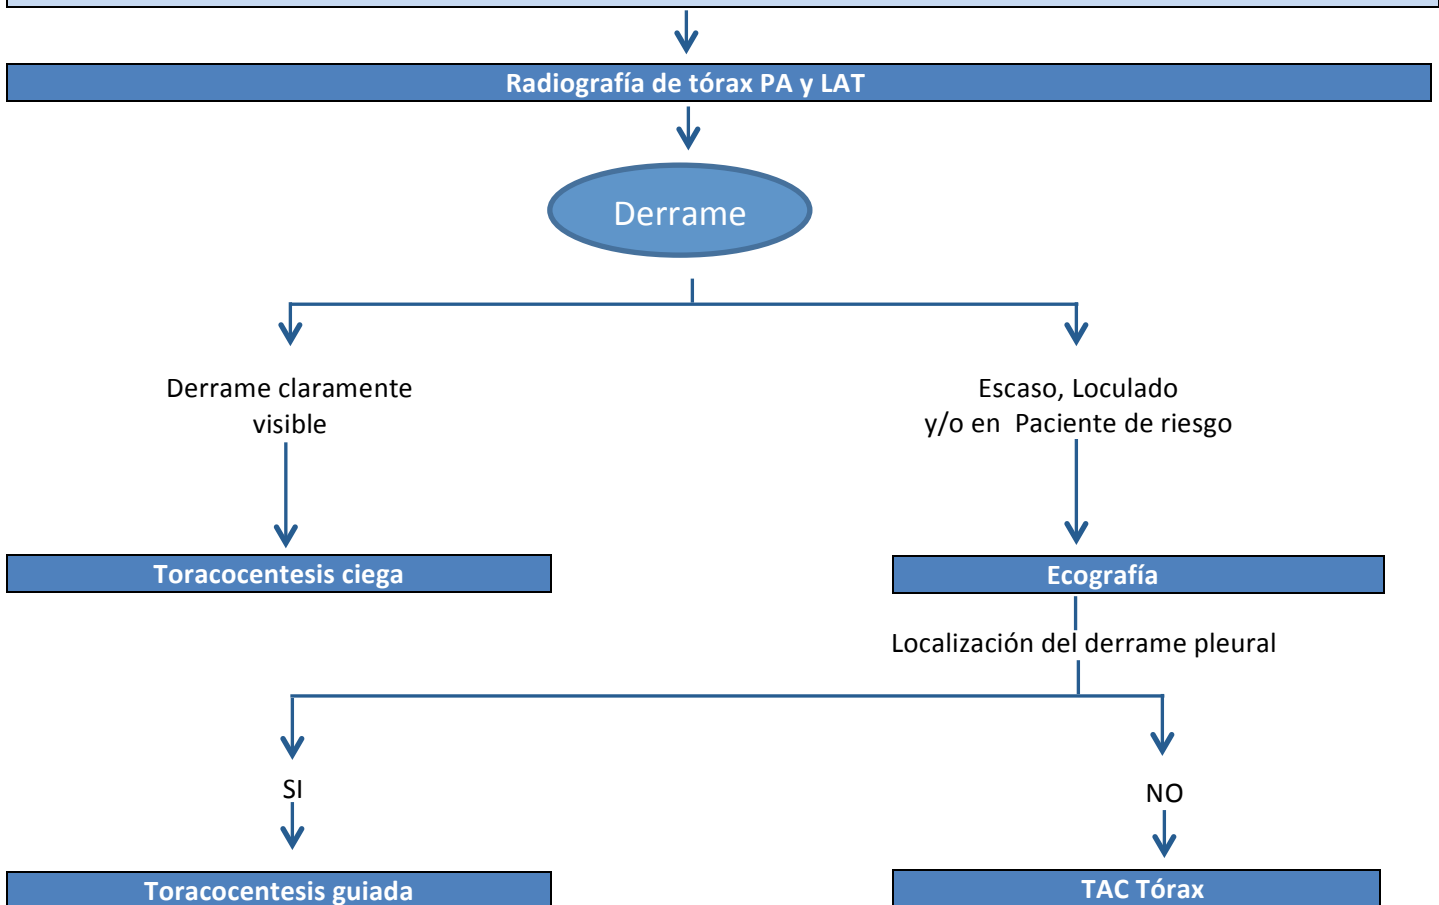 Radiografía de tórax PA y LAT
Derrame
Derrame claramente
visible
Escaso, Loculado
y/o en Paciente de riesgo
Toracocentesis ciega
Ecografía
Localización del derrame pleural
SI
NO
Toracocentesis guiada
TAC Tórax